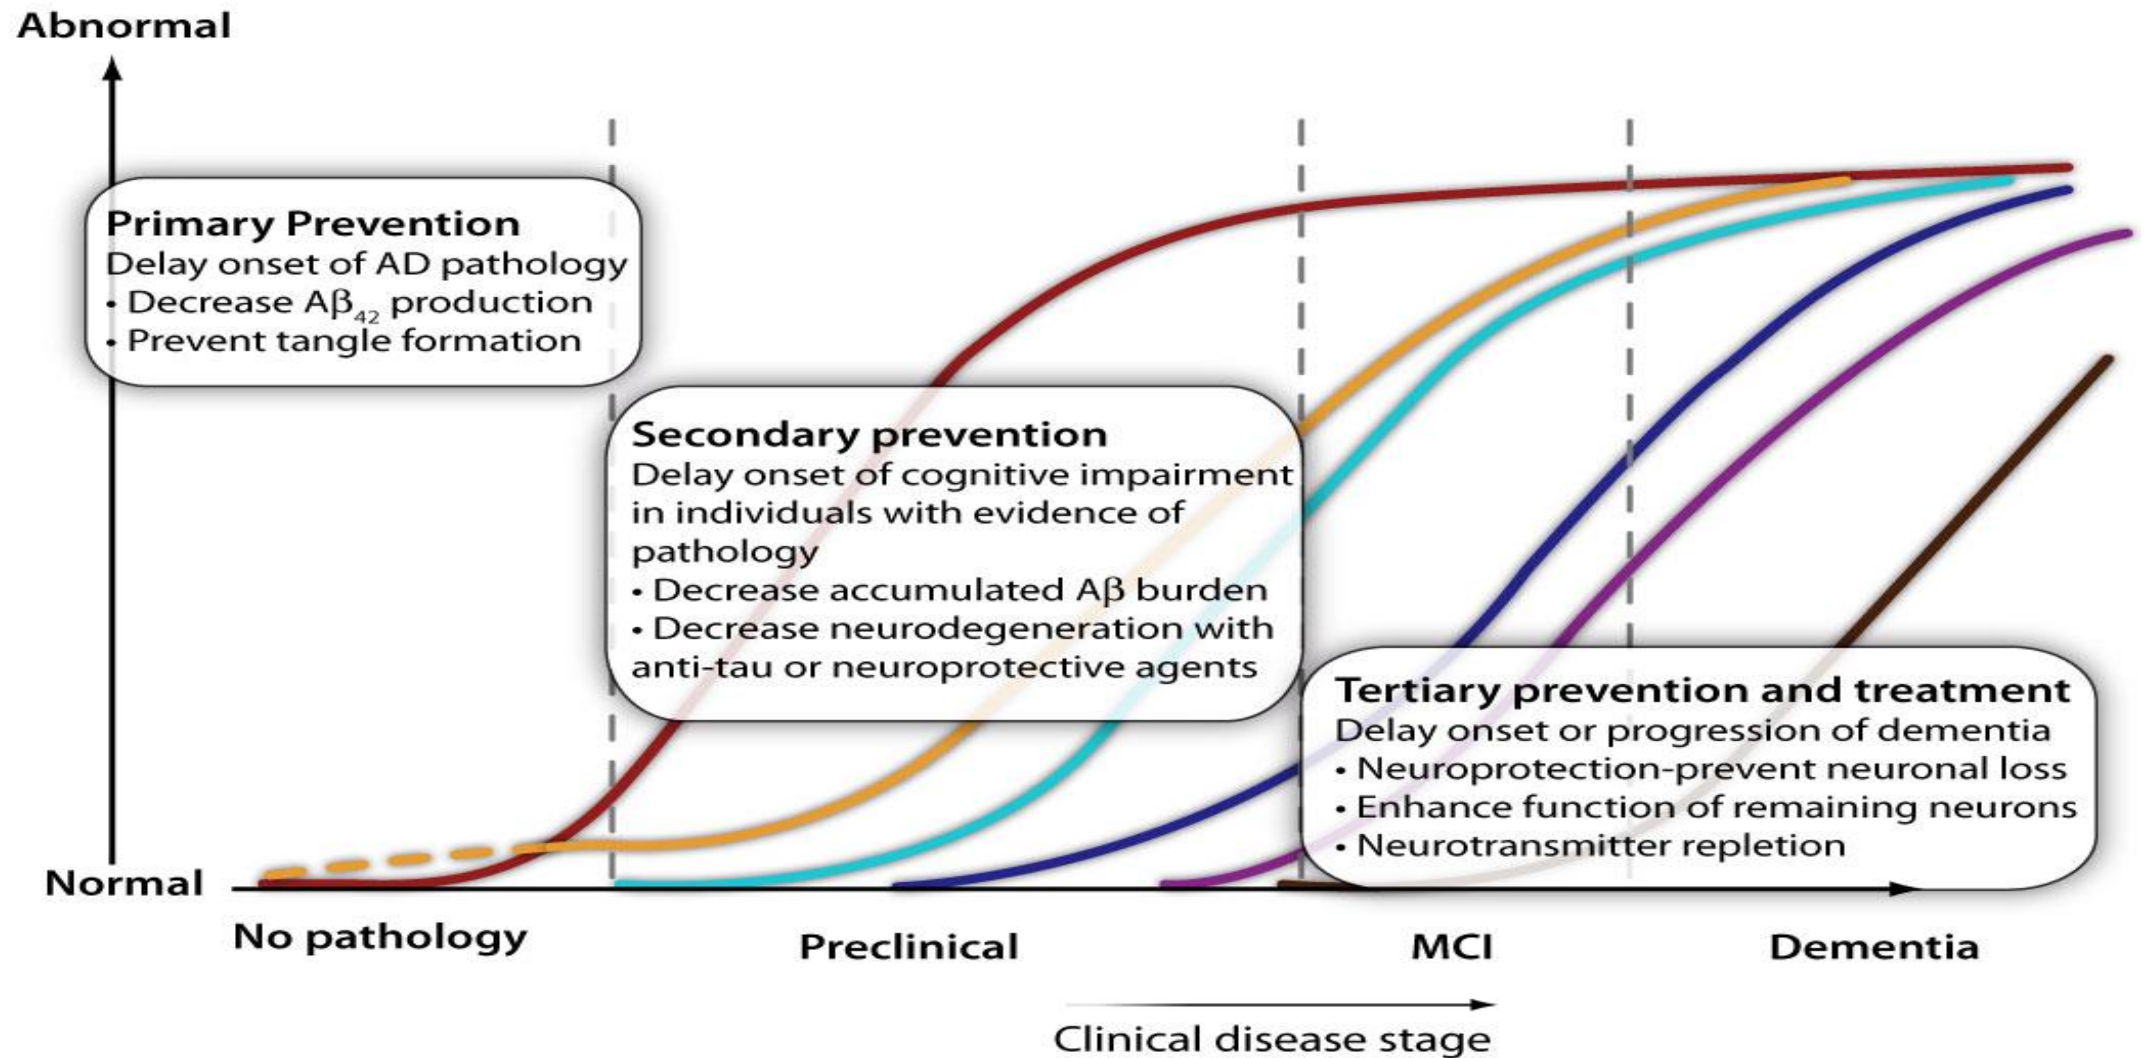 Abnormal
Primary Prevention
Delay onset of AD pathology
• Decrease Aβ₄₂ production
• Prevent tangle formation
Secondary prevention
Delay onset of cognitive impairment
in individuals with evidence of
pathology
• Decrease accumulated Aβ burden
• Decrease neurodegeneration with
anti-tau or neuroprotective agents
Tertiary prevention and treatment
Delay onset or progression of dementia
• Neuroprotection-prevent neuronal loss
• Enhance function of remaining neurons
• Neurotransmitter repletion
Normal
No pathology
Preclinical
MCI
Dementia
Clinical disease stage